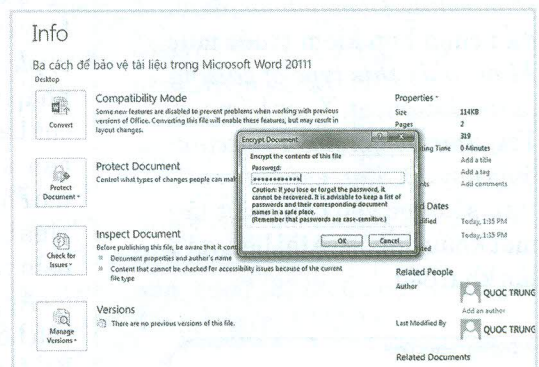 Info
Ba cách để bảo vệ tài liệu trong Microsoft Word 20111
Desktop
Convert
Compatibility Mode
Some new features are disabled to prevent problems when working with previous
versions of Office. Converting this file will enable these features, but may result in
layout changes.
Protect
Document
Protect Document
Control what types of changes people can mak
Check for
Issues
Inspect Document
Before publishing this file, be aware that it cont
Document properties and author's name
Content that cannot be checked for accessibility issues because of the current
file type
Manage
Versions
Versions
There are no previous versions of this file.
Encrypt Document
? X
Encrypt the contents of this file
Password:
••••••••••••
Caution: If you lose or forget the password, it
cannot be recovered. It is advisable to keep a list of
passwords and their corresponding document
names in a safe place.
(Remember that passwords are case-sensitive.)
OK Cancel
Properties
Size 114KB
Pages 2
319
ting Time 0 Minutes
Add a title
Add a tag
nts Add comments
d Dates
dified Today, 1:35 PM
Today, 1:35 PM
ted
Related People
Author QUOC TRUNG
Add an author
Last Modified By QUOC TRUNG
Related Documents